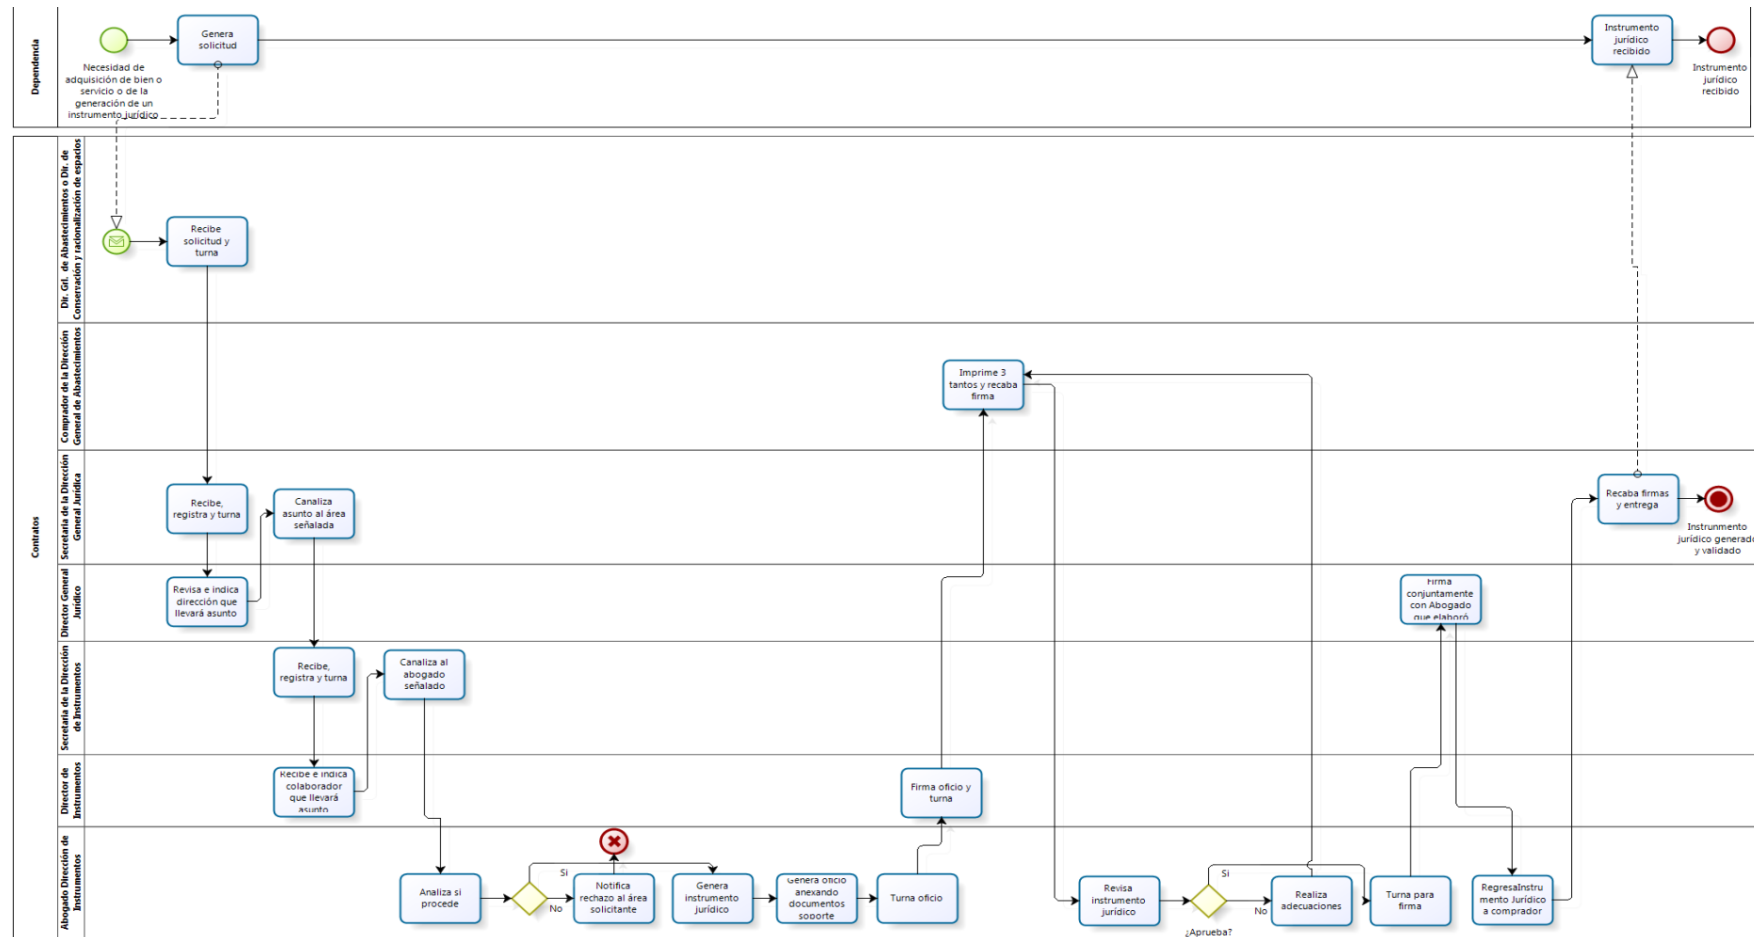 Dependencia
Genera
solicitud
Necesidad de
adquisición de bien o
servicio o de la
generación de un
instrumento jurídico
Instrumento
jurídico
recibido
Instrumento
jurídico
recibido
Contratos
Dir. Grl. de Abastecimientos o Dir. de
Conservación y racionalización de espacios
Recibe
solicitud y
turna
Comprador de la Dirección
General de Abastecimientos
Imprime 3
tantos y recaba
firma
Secretaria de la Dirección
General Jurídica
Recibe,
registra y turna
Canaliza
asunto al área
señalada
Recaba firmas
y entrega
Instrunmento
jurídico generado
y validado
Director General
Jurídico
Revisa e indica
dirección que
llevará asunto
Firma
conjuntamente
con Abogado
que elaboró
Secretaria de la Dirección
de Instrumentos
Recibe,
registra y turna
Canaliza al
abogado
señalado
Director de
Instrumentos
Recibe e indica
colaborador
que llevará
asunto
Firma oficio y
turna
Abogado Dirección de
Instrumentos
Analiza si
procede
Si
No
Notifica
rechazo al área
solicitante
Genera
instrumento
jurídico
Genera oficio
anexando
documentos
soporte
Turna oficio
Revisa
instrumento
jurídico
¿Aprueba?
Si
No
Realiza
adecuaciones
Turna para
firma
RegresaInstru
mento Jurídico
a comprador